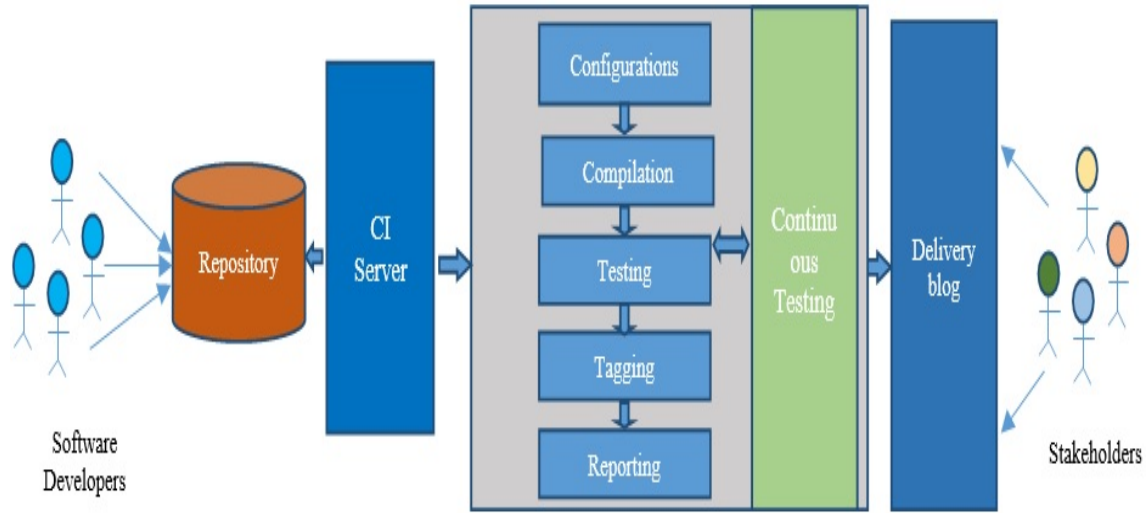 Software
Developers
Repository
CI
Server
Configurations
Compilation
Testing
Tagging
Reporting
Continu
ous
Testing
Delivery
blog
Stakeholders